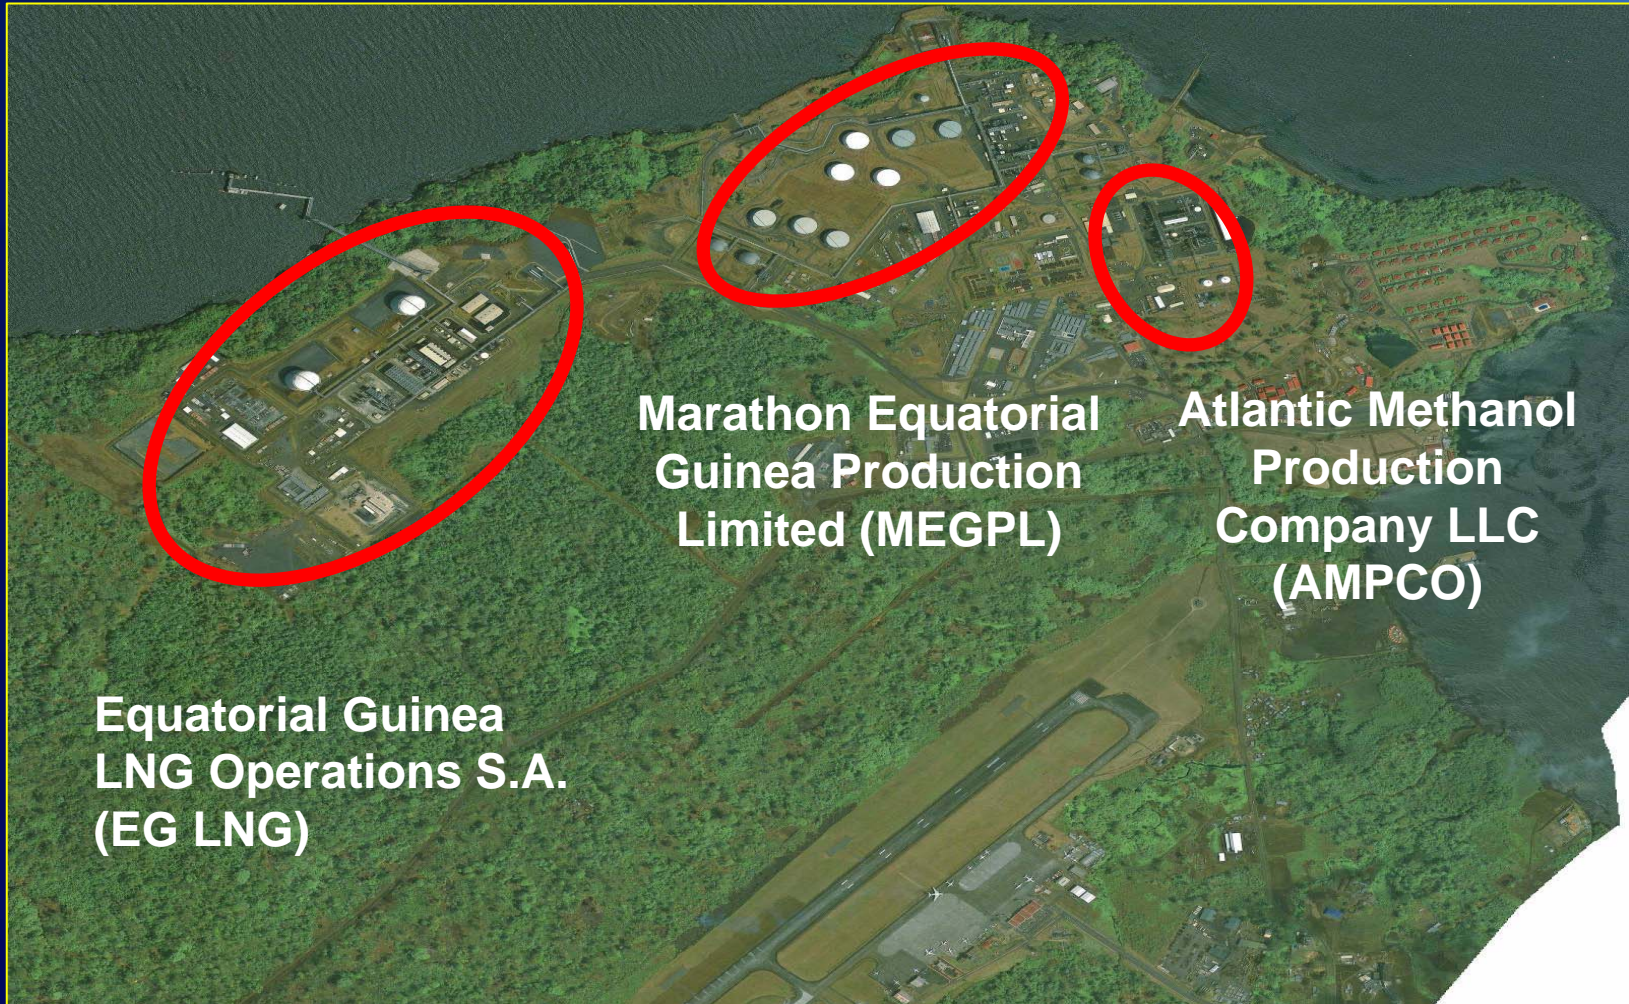 Marathon Equatorial
Guinea Production
Limited (MEGPL)
Atlantic Methanol
Production
Company LLC
(AMPCO)
Equatorial Guinea
LNG Operations S.A.
(EG LNG)